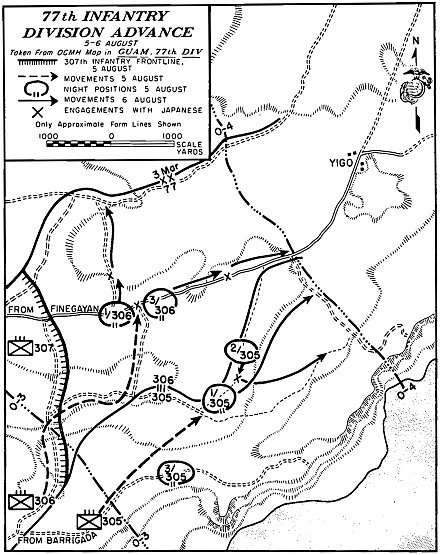 77th INFANTRY
DIVISION ADVANCE
5-6 AUGUST
Taken From OCMH Map in GUAM, 77th DIV
307th INFANTRY FRONTLINE,
5 AUGUST
MOVEMENTS 5 AUGUST
NIGHT POSITIONS 5 AUGUST
MOVEMENTS 6 AUGUST
X ENGAGEMENTS WITH JAPANESE
Only Approximate Form Lines Shown
1000 0 1000
SCALE
YARDS
O-4
3 Mar
XX
77
YIGO
X
X
FROM FINEGAYAN
1/306
X
3/306
307
2/305
306
III
305
X
1/305
O-3
O-4
3/305
306
305
O-3
FROM BARRIGADA